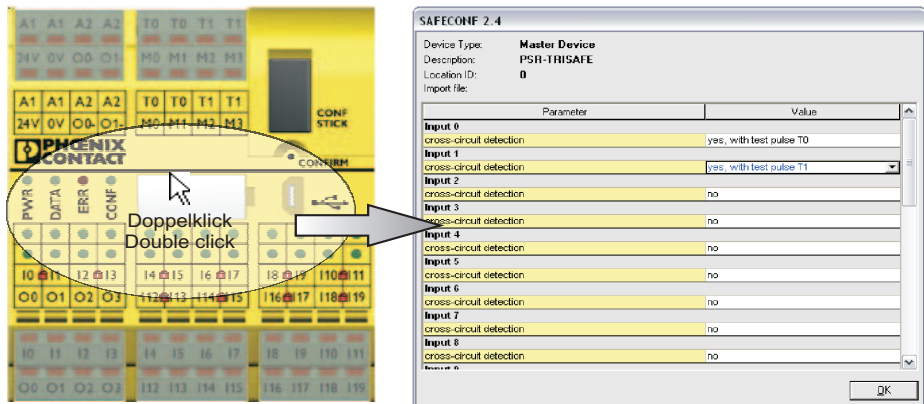 A1 A1 A2 A2 T0 T0 T1 T1
24V 0V O0- O1- M0 M1 M2 M3
A1 A1 A2 A2 T0 T0 T1 T1
24V 0V O0- O1- M0 M1 M2 M3
CONF
STICK
PHŒNIX
CONTACT
CONFIRM
PWR
DATA
ERR
CONF
Doppelklick
Double click
I0 I1 I2 I3 I4 I5 I6 I7 I8 I9 I10 I11
O0 O1 O2 O3 I12 I13 I14 I15 I16 I17 I18 I19
I0 I1 I2 I3 I4 I5 I6 I7 I8 I9 I10 I11
O0 O1 O2 O3 I12 I13 I14 I15 I16 I17 I18 I19
SAFECONF 2.4
Device Type: Master Device
Description: PSR-TRISAFE
Location ID: 0
Import file:
Parameter Value
Input 0
cross-circuit detection yes, with test pulse T0
Input 1
cross-circuit detection yes, with test pulse T1
Input 2
cross-circuit detection no
Input 3
cross-circuit detection no
Input 4
cross-circuit detection no
Input 5
cross-circuit detection no
Input 6
cross-circuit detection no
Input 7
cross-circuit detection no
Input 8
cross-circuit detection no
Input 9
OK